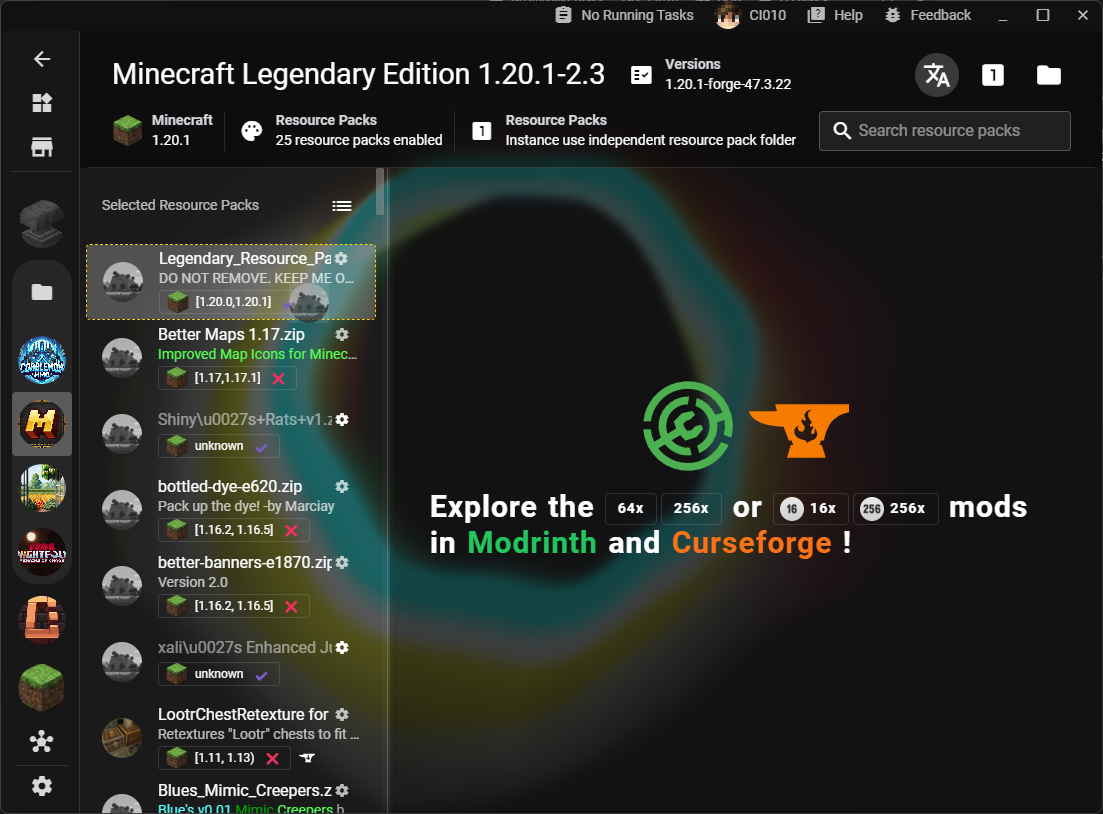 No Running Tasks
CI010
Help
Feedback
Minecraft Legendary Edition 1.20.1-2.3
Versions
1.20.1-forge-47.3.22
1
Minecraft
1.20.1
Resource Packs
25 resource packs enabled
1
Resource Packs
Instance use independent resource pack folder
Search resource packs
Selected Resource Packs
Legendary_Resource_Pa
DO NOT REMOVE. KEEP ME O...
[1.20.0,1.20.1]
Better Maps 1.17.zip
Improved Map Icons for Minec...
[1.17,1.17.1]
Shiny\u0027s+Rats+v1.z
unknown
bottled-dye-e620.zip
Pack up the dye! -by Marciay
[1.16.2, 1.16.5]
better-banners-e1870.zip
Version 2.0
[1.16.2, 1.16.5]
xali\u0027s Enhanced Ju
unknown
LootrChestRetexture for
Retextures "Lootr" chests to fit ...
[1.11, 1.13)
Blues_Mimic_Creepers.z
Blue's v0.01 Mimic Creepers b
Explore the 64x 256x or 16 16x 256 256x mods
in Modrinth and Curseforge !